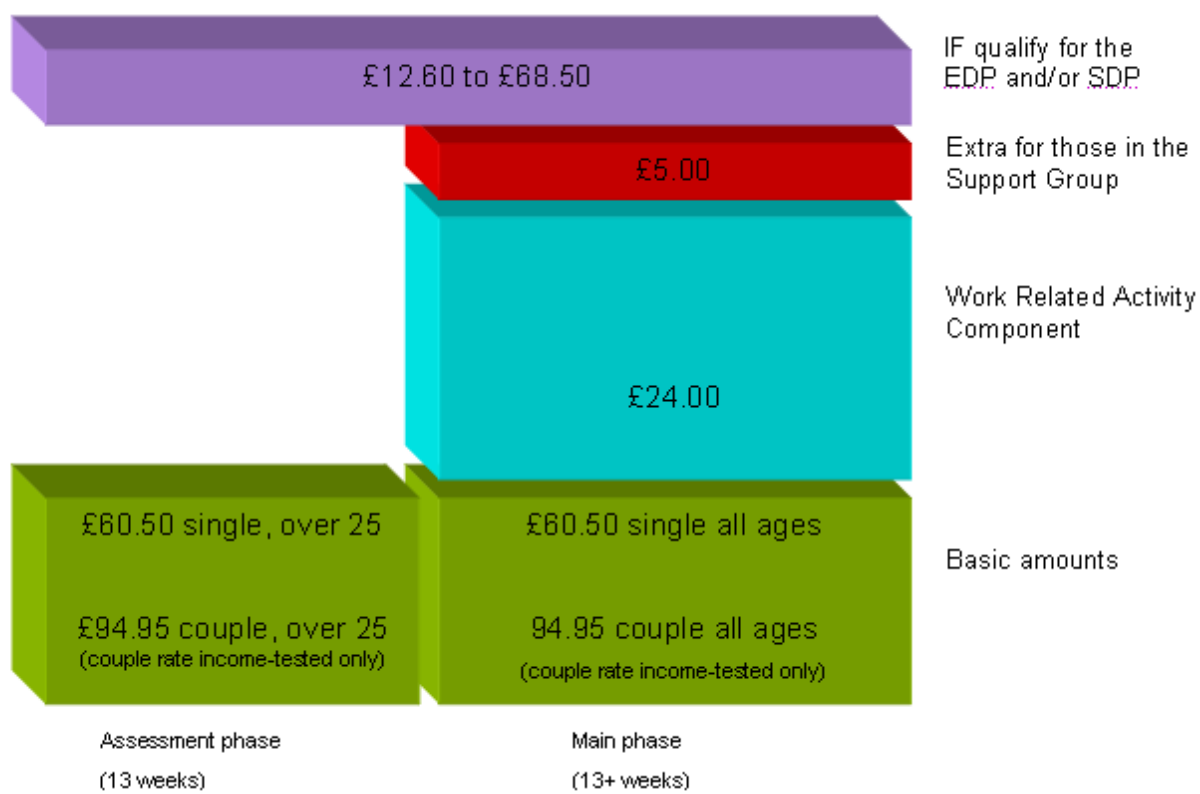 £12.60 to £68.50
IF qualify for the
EDP and/or SDP
£5.00
Extra for those in the
Support Group
£24.00
Work Related Activity
Component
£60.50 single, over 25
£94.95 couple, over 25
(couple rate income-tested only)
£60.50 single all ages
94.95 couple all ages
(couple rate income-tested only)
Basic amounts
Assessment phase
(13 weeks)
Main phase
(13+ weeks)